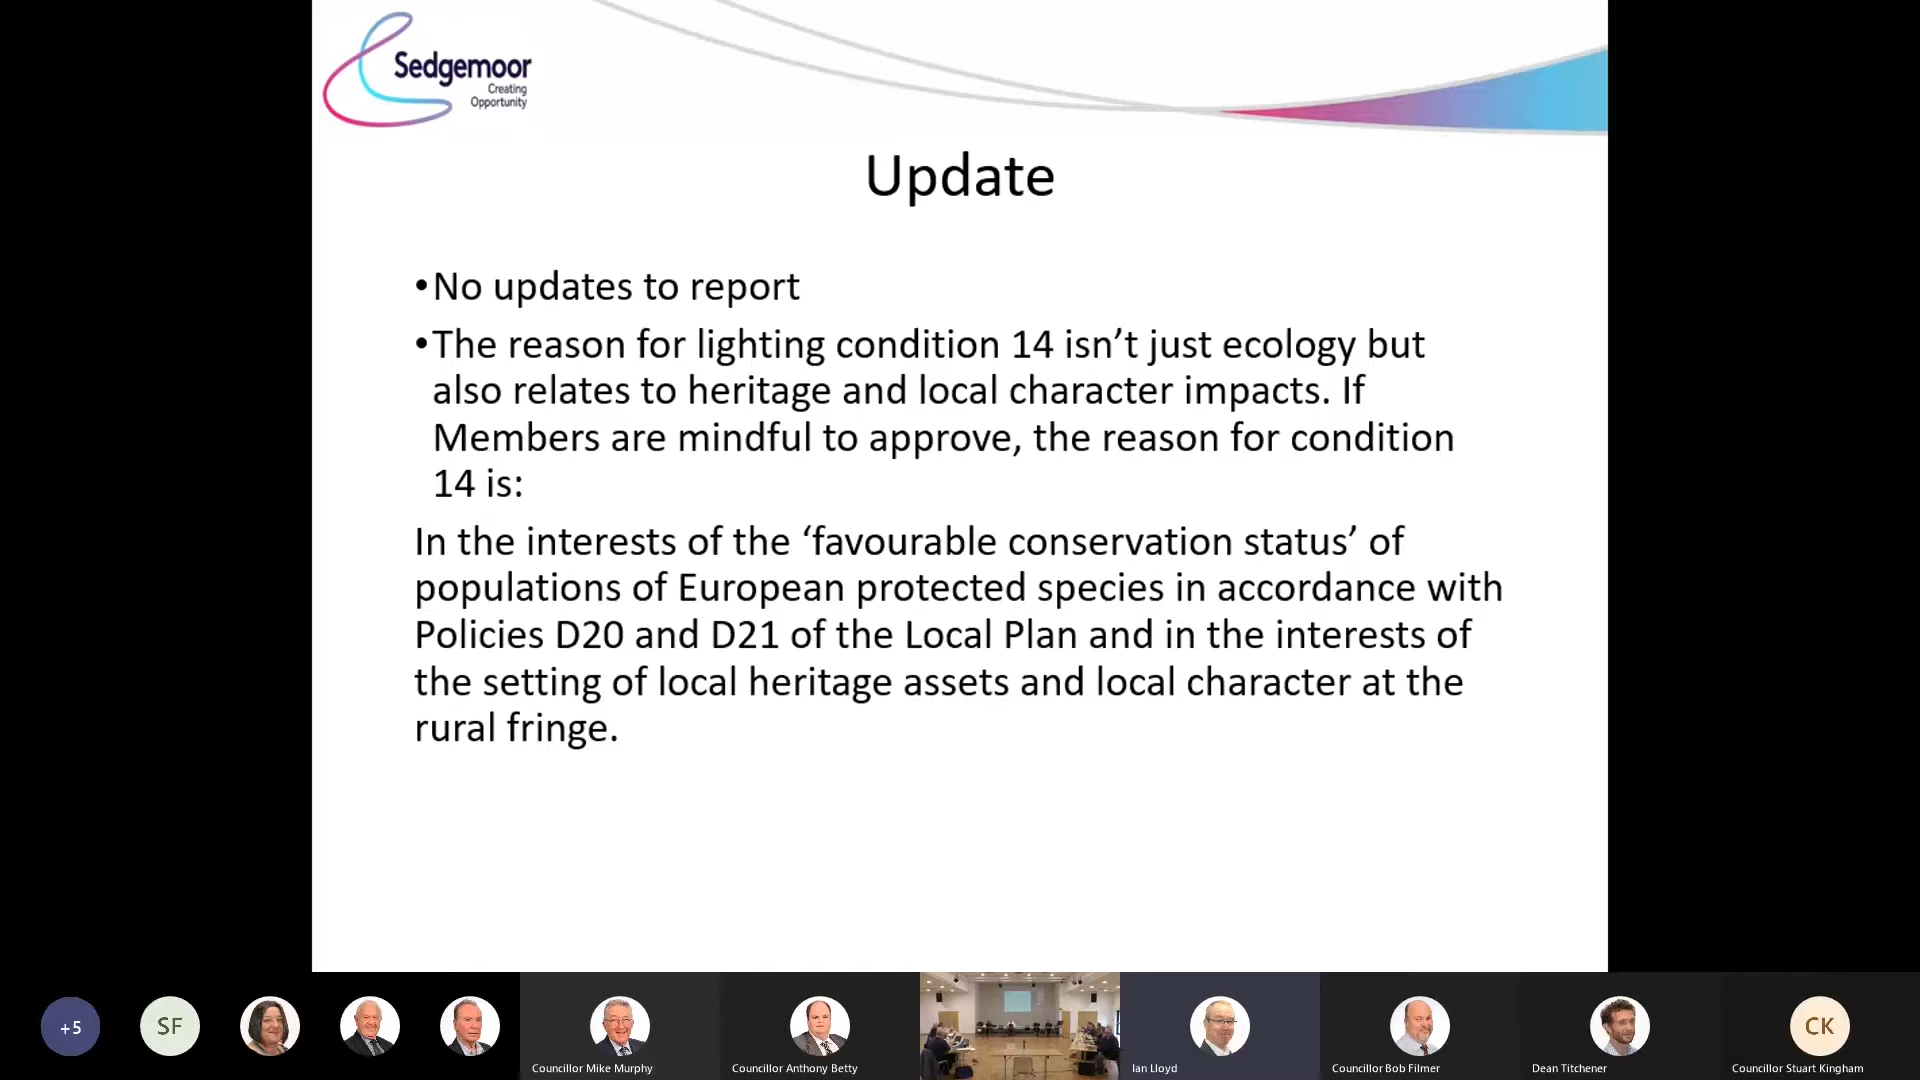 Sedgemoor
Creating
Opportunity
Update
•No updates to report
•The reason for lighting condition 14 isn’t just ecology but
also relates to heritage and local character impacts. If
Members are mindful to approve, the reason for condition
14 is:
In the interests of the ‘favourable conservation status’ of
populations of European protected species in accordance with
Policies D20 and D21 of the Local Plan and in the interests of
the setting of local heritage assets and local character at the
rural fringe.
+5
SF
CK
Councillor Mike Murphy
Councillor Anthony Betty
Ian Lloyd
Councillor Bob Filmer
Dean Titchener
Councillor Stuart Kingham